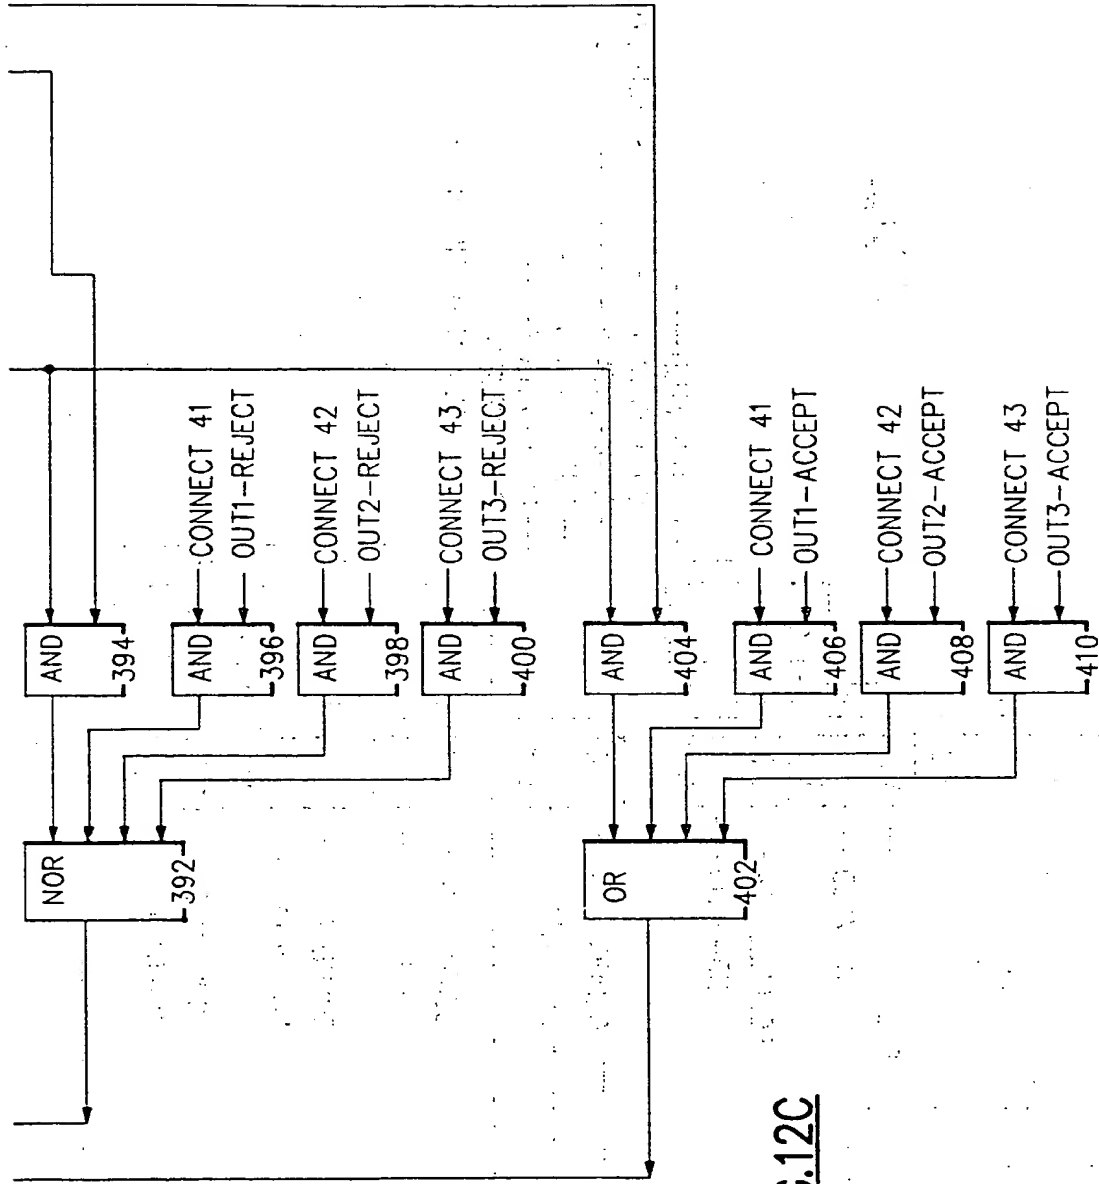 AND
394
CONNECT 41
OUT1-REJECT
AND
396
CONNECT 42
OUT2-REJECT
AND
398
CONNECT 43
OUT3-REJECT
AND
400
NOR
392
AND
404
CONNECT 41
OUT1-ACCEPT
AND
406
CONNECT 42
OUT2-ACCEPT
AND
408
CONNECT 43
OUT3-ACCEPT
AND
410
OR
402
.12C